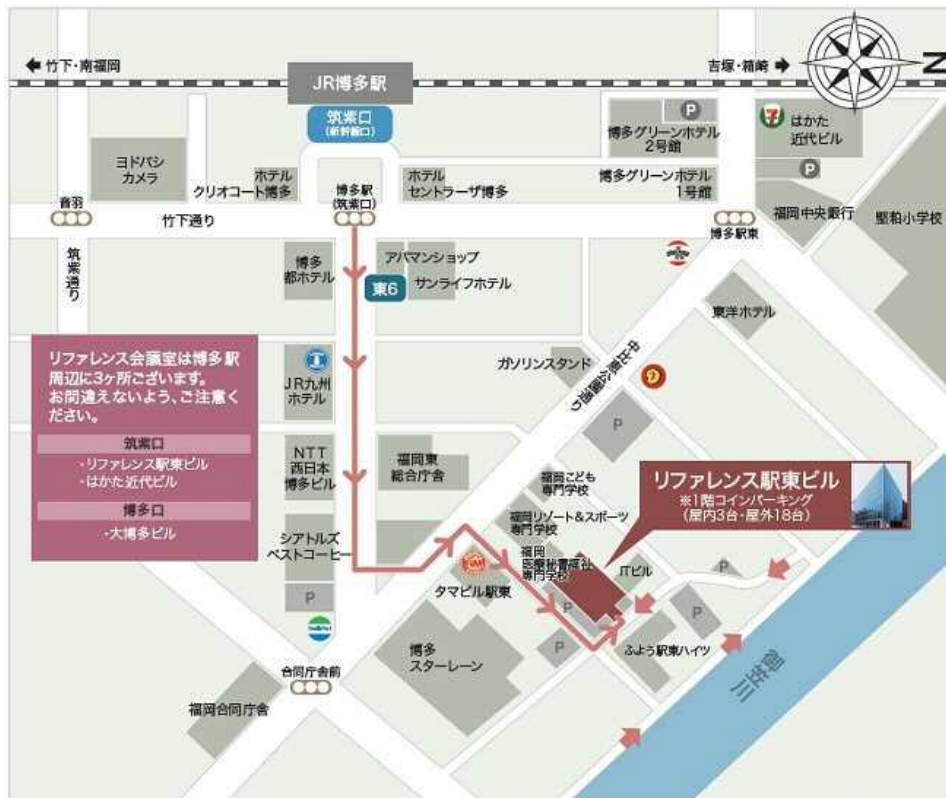 竹下・南福岡
吉塚・箱崎
N
JR博多駅
筑紫口
(新幹線口)
P
博多グリーンホテル
2号館
7
はかた
近代ビル
P
ヨドバシ
カメラ
ホテル
クリオコート博多
博多駅
(筑紫口)
ホテル
セントラーザ博多
博多グリーンホテル
1号館
福岡中央銀行
堅粕小学校
音羽
竹下通り
博多駅東
筑紫通り
博多
都ホテル
アパマンショップ
サンライフホテル
東6
東洋ホテル
リファレンス会議室は博多駅
周辺に3ヶ所ございます。
お間違えないよう、ご注意く
ださい。
筑紫口
・リファレンス駅東ビル
・はかた近代ビル
博多口
・大博多ビル
JR九州
ホテル
ガソリンスタンド
中比恵公園通り
P
NTT
西日本
博多ビル
福岡東
総合庁舎
リファレンス駅東ビル
※1階コインパーキング
(屋内3台・屋外18台)
福岡こども
専門学校
福岡リゾート&スポーツ
専門学校
シアトルズ
ベストコーヒー
福岡
医療秘書福祉
専門学校
ITビル
P
タマビル駅東
P
P
P
P
博多
スターレーン
ふよう駅東ハイツ
御笠川
合同庁舎前
福岡合同庁舎